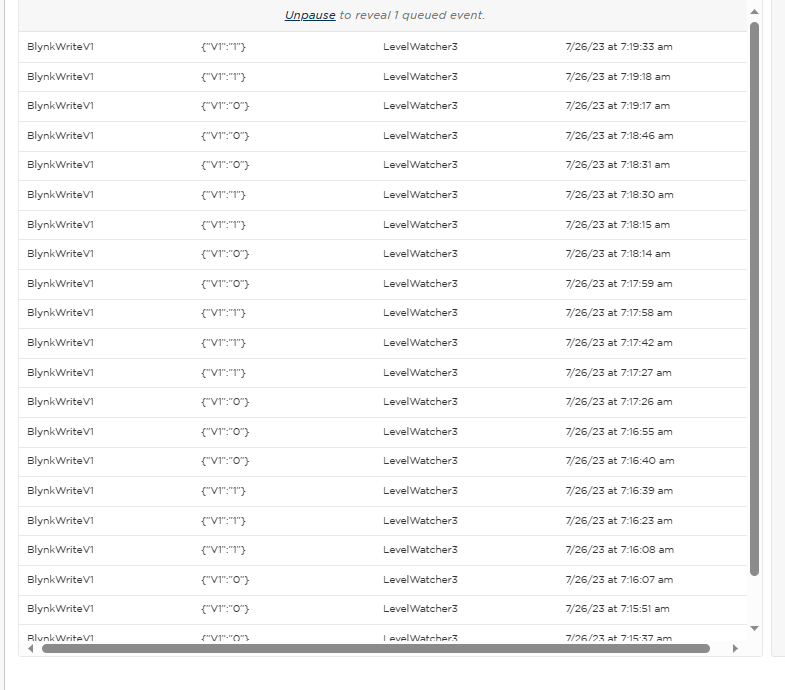 Unpause to reveal 1 queued event.
BlynkWriteV1 {"V1":"1"} LevelWatcher3 7/26/23 at 7:19:33 am
BlynkWriteV1 {"V1":"1"} LevelWatcher3 7/26/23 at 7:19:18 am
BlynkWriteV1 {"V1":"0"} LevelWatcher3 7/26/23 at 7:19:17 am
BlynkWriteV1 {"V1":"0"} LevelWatcher3 7/26/23 at 7:18:46 am
BlynkWriteV1 {"V1":"0"} LevelWatcher3 7/26/23 at 7:18:31 am
BlynkWriteV1 {"V1":"1"} LevelWatcher3 7/26/23 at 7:18:30 am
BlynkWriteV1 {"V1":"1"} LevelWatcher3 7/26/23 at 7:18:15 am
BlynkWriteV1 {"V1":"0"} LevelWatcher3 7/26/23 at 7:18:14 am
BlynkWriteV1 {"V1":"0"} LevelWatcher3 7/26/23 at 7:17:59 am
BlynkWriteV1 {"V1":"1"} LevelWatcher3 7/26/23 at 7:17:58 am
BlynkWriteV1 {"V1":"1"} LevelWatcher3 7/26/23 at 7:17:42 am
BlynkWriteV1 {"V1":"1"} LevelWatcher3 7/26/23 at 7:17:27 am
BlynkWriteV1 {"V1":"0"} LevelWatcher3 7/26/23 at 7:17:26 am
BlynkWriteV1 {"V1":"0"} LevelWatcher3 7/26/23 at 7:16:55 am
BlynkWriteV1 {"V1":"0"} LevelWatcher3 7/26/23 at 7:16:40 am
BlynkWriteV1 {"V1":"1"} LevelWatcher3 7/26/23 at 7:16:39 am
BlynkWriteV1 {"V1":"1"} LevelWatcher3 7/26/23 at 7:16:23 am
BlynkWriteV1 {"V1":"1"} LevelWatcher3 7/26/23 at 7:16:08 am
BlynkWriteV1 {"V1":"0"} LevelWatcher3 7/26/23 at 7:16:07 am
BlynkWriteV1 {"V1":"0"} LevelWatcher3 7/26/23 at 7:15:51 am
BlynkWriteV1 {"V1":"0"} LevelWatcher3 7/26/23 at 7:15:37 am